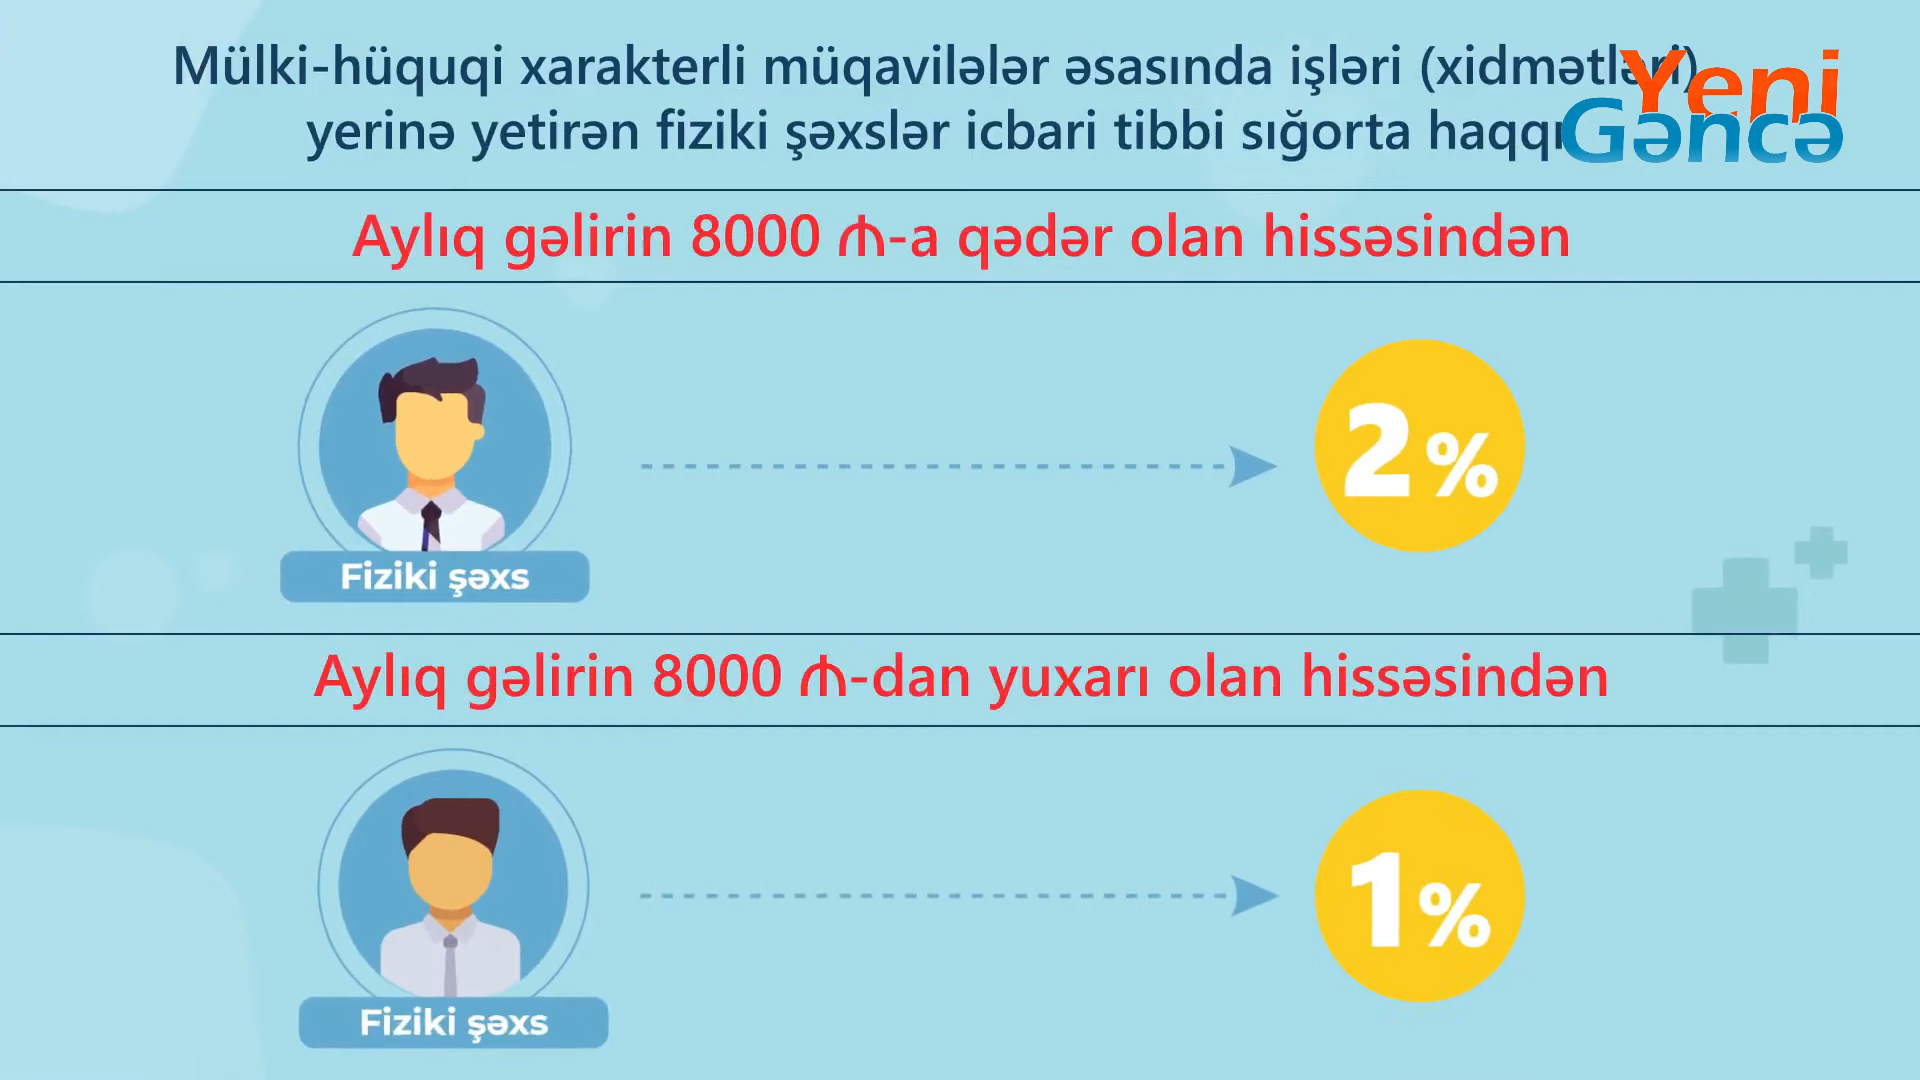 Mülki-hüquqi xarakterli müqavilələr əsasında işləri (xidmətləri)
yerinə yetirən fiziki şəxslər icbari tibbi sığorta haqqı
Yeni
Gəncə
Aylıq gəlirin 8000 ₼-a qədər olan hissəsindən
2%
Fiziki şəxs
Aylıq gəlirin 8000 ₼-dan yuxarı olan hissəsindən
1%
Fiziki şəxs